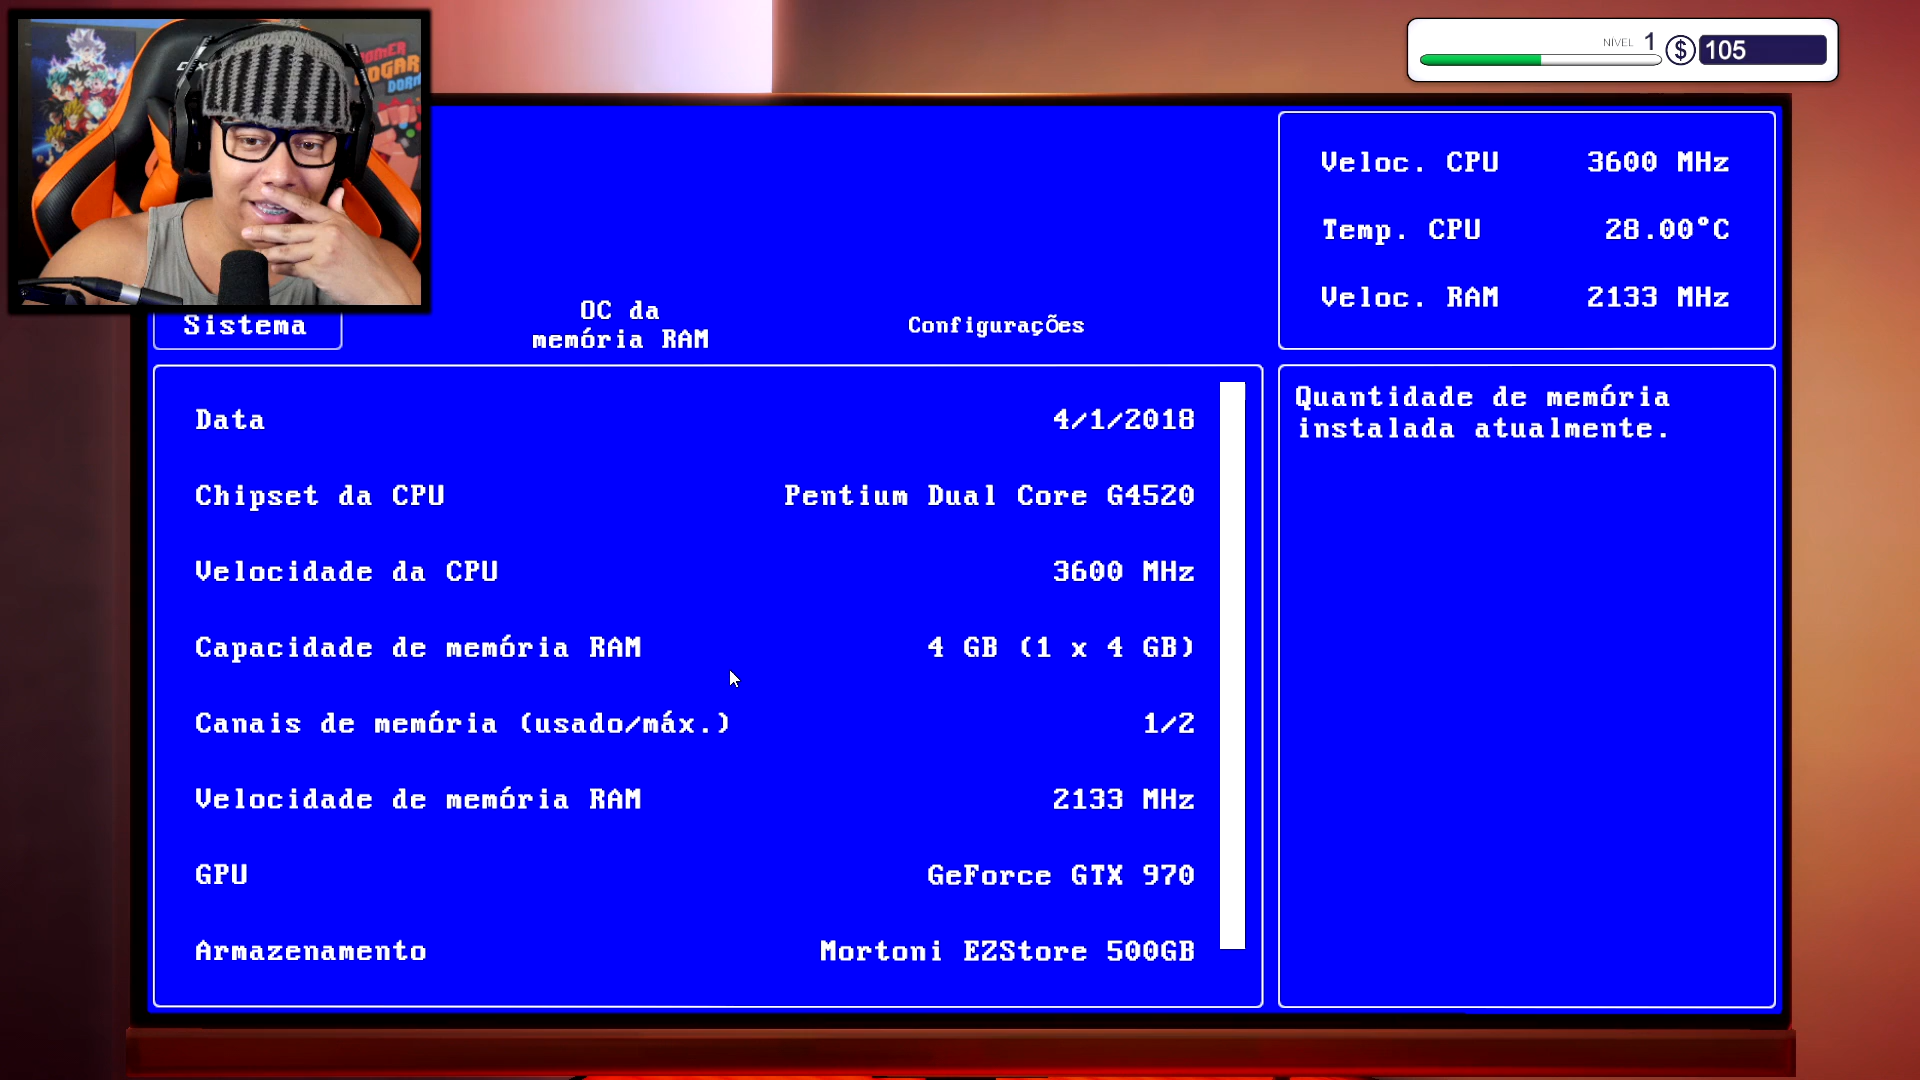 NÍVEL 1
105
HOMER
DORM
Veloc. CPU 3600 MHz
Temp. CPU 28.00°C
Veloc. RAM 2133 MHz
Sistema
OC da
memória RAM
Configurações
Data 4/1/2018
Chipset da CPU Pentium Dual Core G4520
Velocidade da CPU 3600 MHz
Capacidade de memória RAM 4 GB (1 x 4 GB)
Canais de memória (usado/máx.) 1/2
Velocidade de memória RAM 2133 MHz
GPU GeForce GTX 970
Armazenamento Mortoni EZStore 500GB
Quantidade de memória
instalada atualmente.